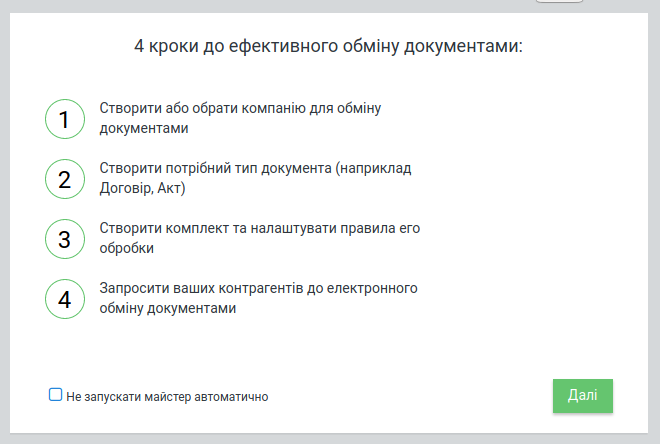 4 кроки до ефективного обміну документами:
1
Створити або обрати компанію для обміну
документами
2
Створити потрібний тип документа (наприклад
Договір, Акт)
3
Створити комплект та налаштувати правила его
обробки
4
Запросити ваших контрагентів до електронного
обміну документами
Не запускати майстер автоматично
Далі